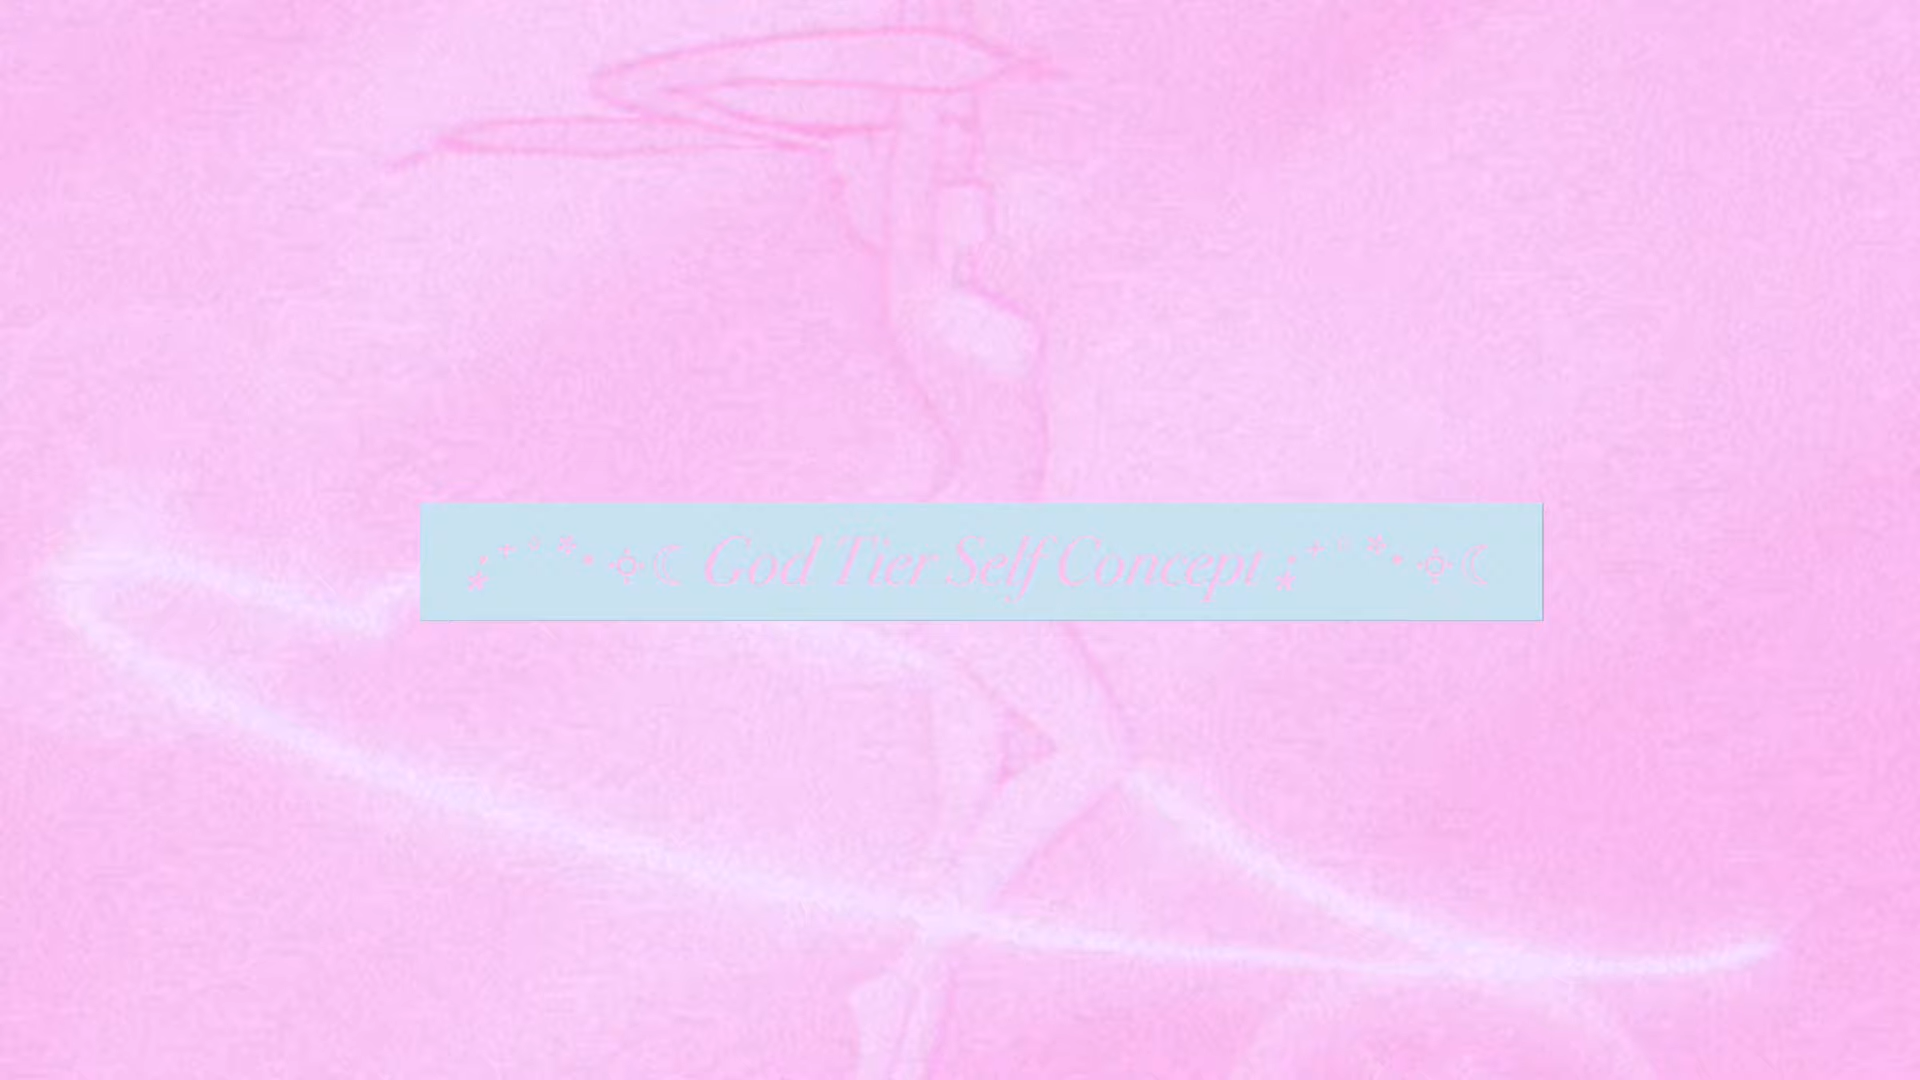 ⁎⁺˳✧༚ God Tier Self Concept ⁎⁺˳✧༚